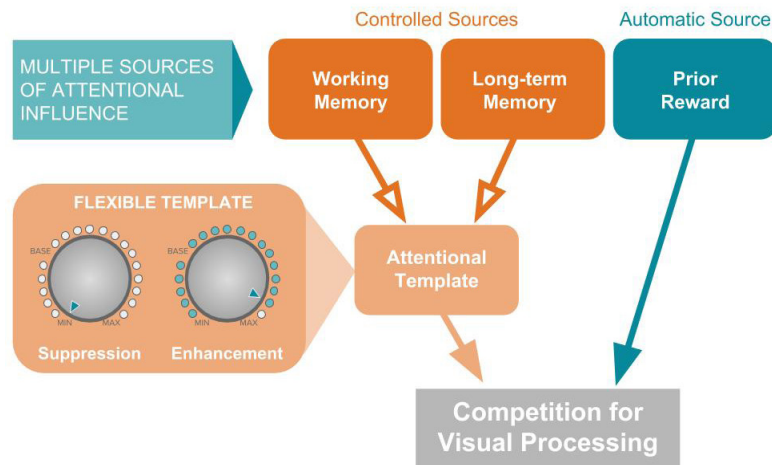 Controlled Sources
Automatic Source
MULTIPLE SOURCES
OF ATTENTIONAL
INFLUENCE
Working
Memory
Long-term
Memory
Prior
Reward
FLEXIBLE TEMPLATE
BASE
MIN
MAX
Suppression
BASE
MIN
MAX
Enhancement
Attentional
Template
Competition for
Visual Processing